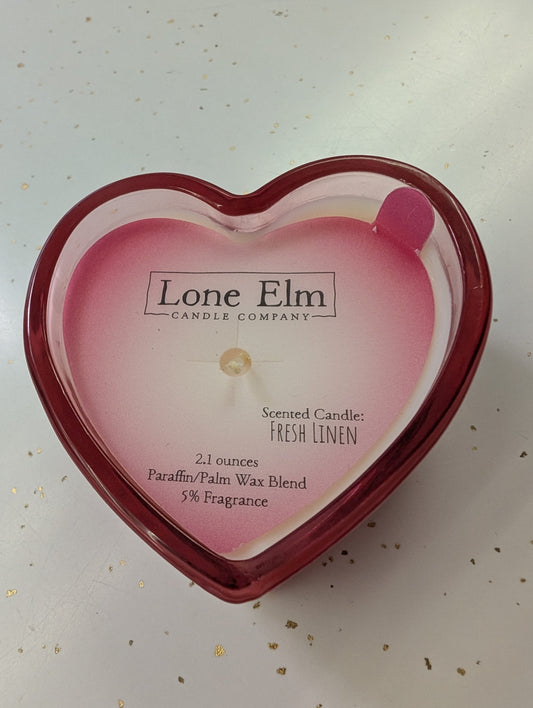 Lone Elm
CANDLE COMPANY
Scented Candle:
FRESH LINEN
2.1 ounces
Paraffin/Palm Wax Blend
5% Fragrance